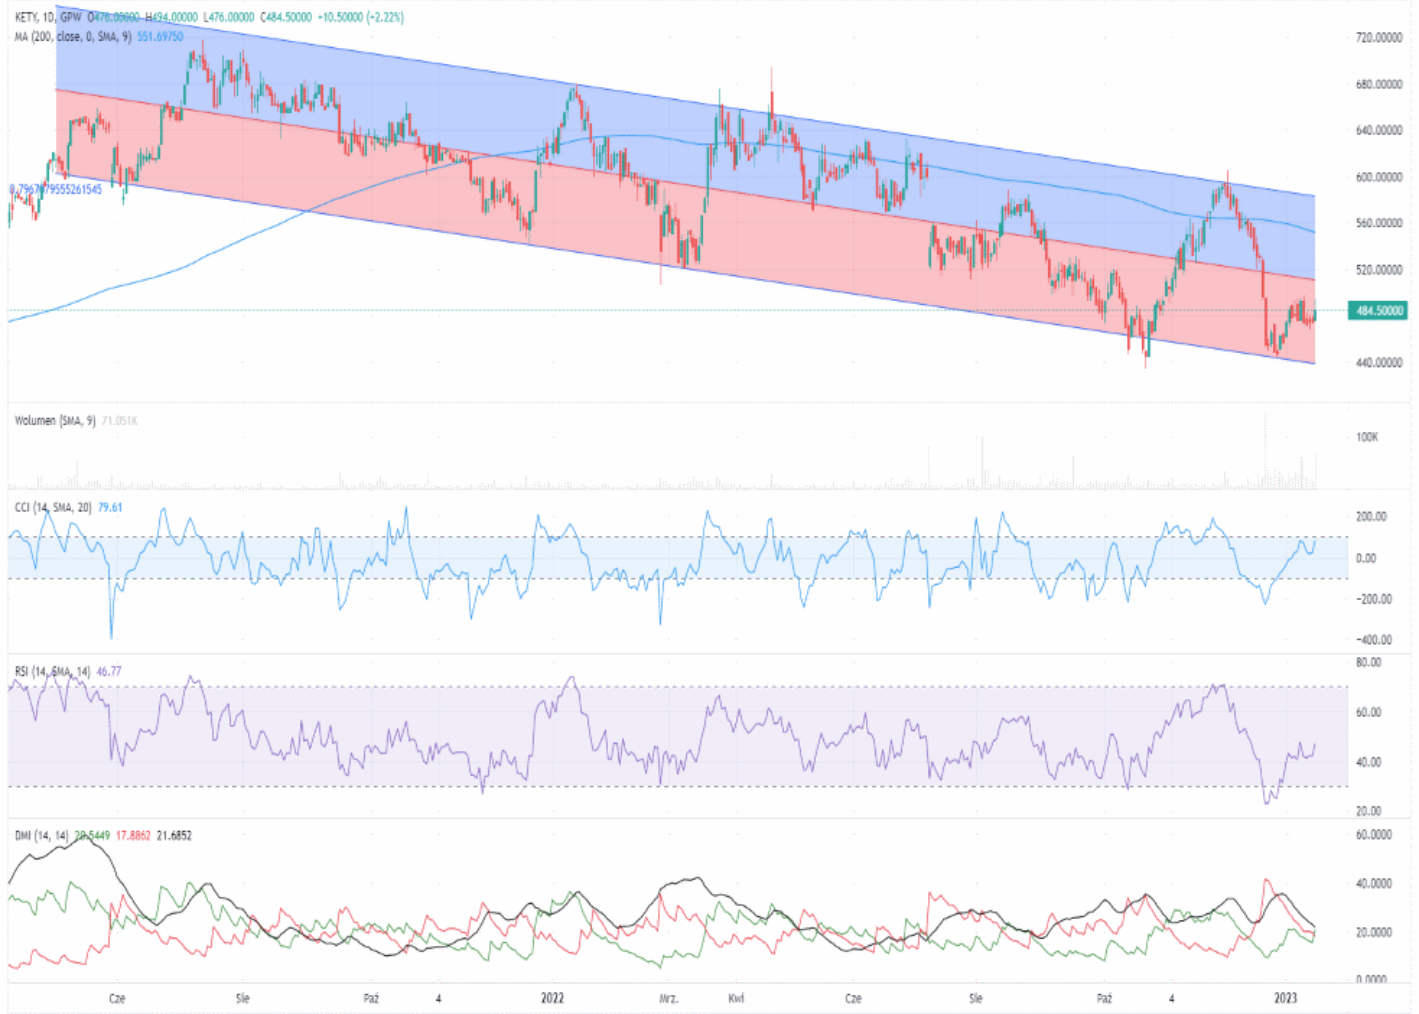 KETY, 1D, GPW O476.00000 H494.00000 L476.00000 C484.50000 +10.50000 (+2.22%)
MA (200, close, 0, SMA, 9) 551.69750
720.00000
680.00000
640.00000
600.00000
560.00000
520.00000
484.50000
440.00000
Wolumen (SMA, 9) 71.051K
100K
CCI (14, SMA, 20) 79.61
200.00
0.00
-200.00
-400.00
RSI (14, SMA, 14) 46.77
80.00
60.00
40.00
20.00
DMI (14, 14) 20.5449 17.8862 21.6852
60.0000
40.0000
20.0000
0.0000
Cze Sie Paź 4 2022 Mrz. Kwi Cze Sie Paź 4 2023